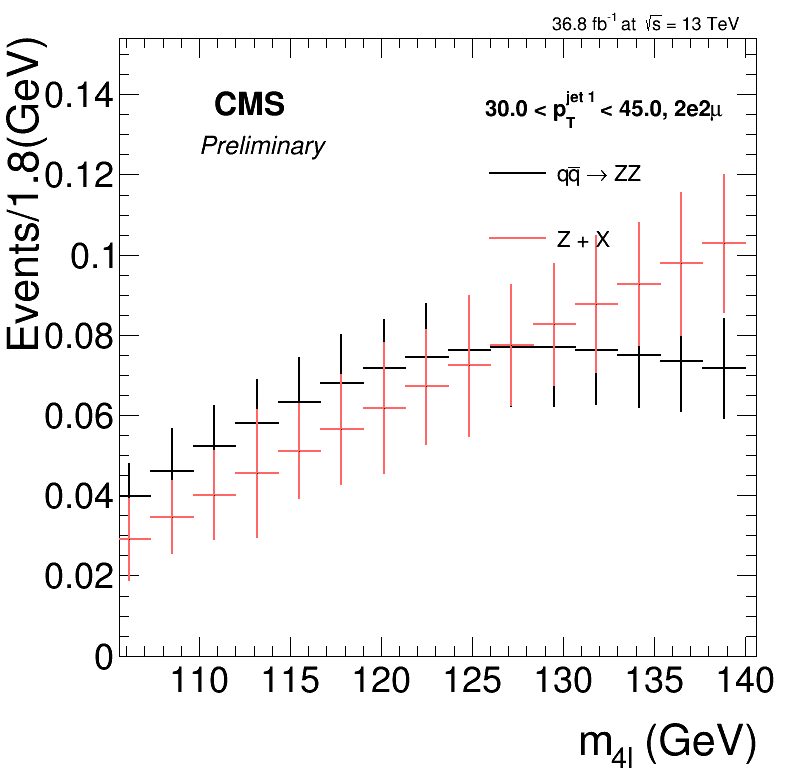 36.8 fb⁻¹ at √s = 13 TeV
Events/1.8(GeV)
CMS
Preliminary
30.0 < p_T^{jet 1} < 45.0, 2e2μ
qq̅ → ZZ
Z + X
0.14
0.12
0.1
0.08
0.06
0.04
0.02
0
110 115 120 125 130 135 140
m_{4l} (GeV)